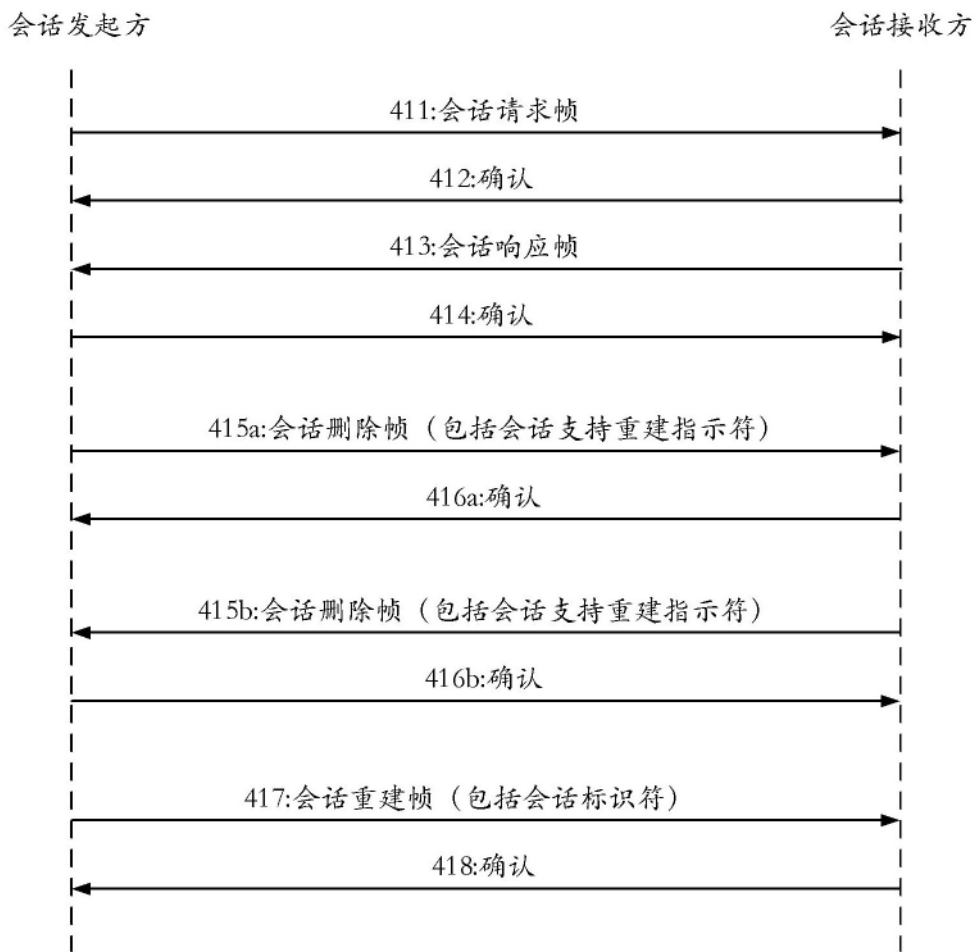 会话发起方
会话接收方
411:会话请求帧
412:确认
413:会话响应帧
414:确认
415a:会话删除帧（包括会话支持重建指示符）
416a:确认
415b:会话删除帧（包括会话支持重建指示符）
416b:确认
417:会话重建帧（包括会话标识符）
418:确认